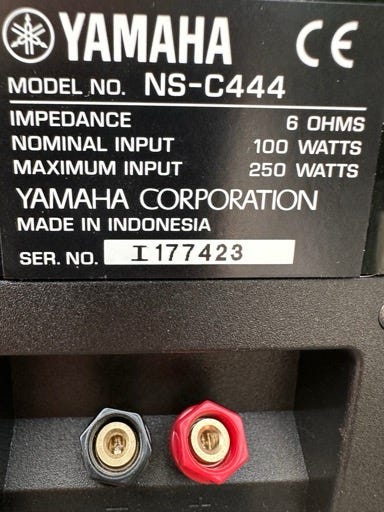 YAMAHA CE
MODEL NO. NS-C444
IMPEDANCE 6 OHMS
NOMINAL INPUT 100 WATTS
MAXIMUM INPUT 250 WATTS
YAMAHA CORPORATION
MADE IN INDONESIA
SER. NO. I177423
- +